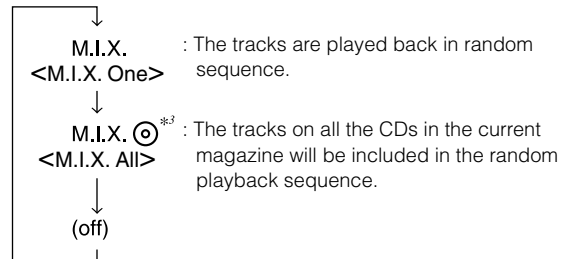 M.I.X. : The tracks are played back in random
<M.I.X. One> sequence.
M.I.X. *3 : The tracks on all the CDs in the current
<M.I.X. All> magazine will be included in the random
playback sequence.
(off)